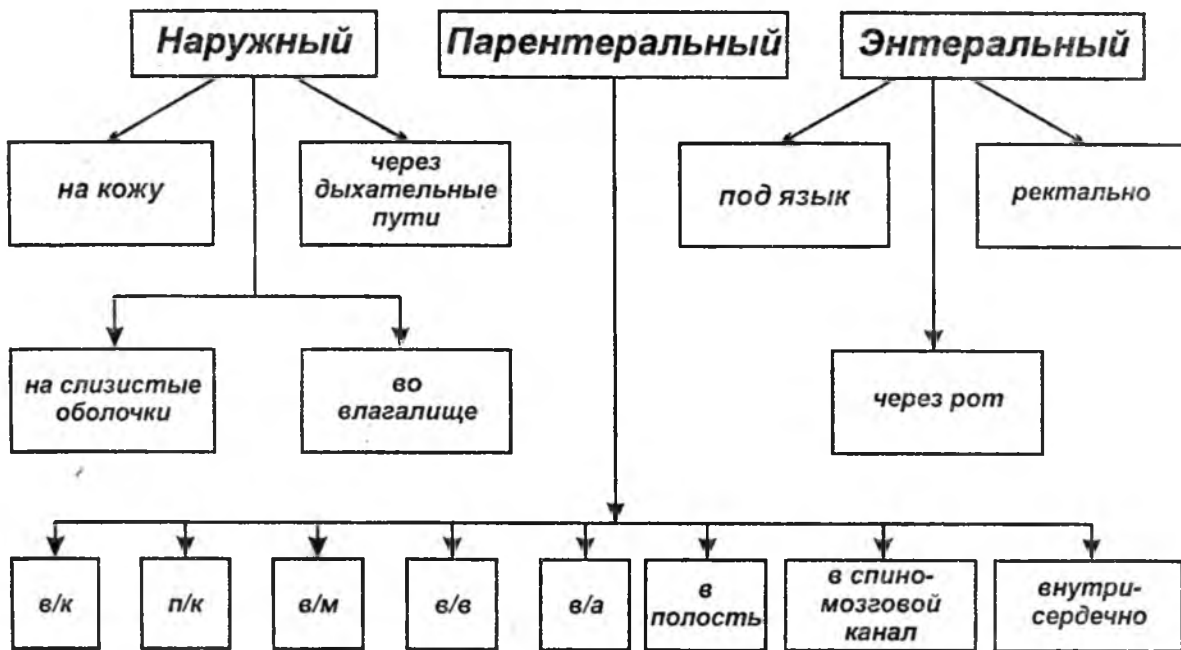 Наружный
Парентеральный
Энтеральный
на кожу
через
дыхательные
пути
под язык
ректально
на слизистые
оболочки
во
влагалище
через рот
в/к
п/к
в/м
в/в
в/а
в
полость
в спино-
мозговой
канал
внутри-
сердечно